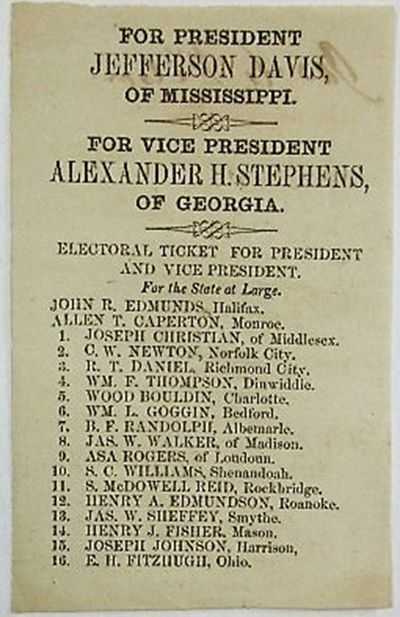 FOR PRESIDENT
JEFFERSON DAVIS,
OF MISSISSIPPI.
FOR VICE PRESIDENT
ALEXANDER H. STEPHENS,
OF GEORGIA.
ELECTORAL TICKET FOR PRESIDENT
AND VICE PRESIDENT.
For the State at Large.
JOHN R. EDMUNDS, Halifax.
ALLEN T. CAPERTON, Monroe.
1. JOSEPH CHRISTIAN, of Middlesex.
2. C. W. NEWTON, Norfolk City.
3. R. T. DANIEL, Richmond City.
4. WM. F. THOMPSON, Dinwiddie.
5. WOOD BOULDIN, Charlotte.
6. WM. L. GOGGIN, Bedford.
7. B. F. RANDOLPH, Albemarle.
8. JAS. W. WALKER, of Madison.
9. ASA ROGERS, of Loudoun.
10. S. C. WILLIAMS, Shenandoah.
11. S. McDOWELL REID, Rockbridge.
12. HENRY A. EDMUNDSON, Roanoke.
13. JAS. W. SHEFFEY, Smythe.
14. HENRY J. FISHER, Mason.
15. JOSEPH JOHNSON, Harrison,
16. E. H. FITZHUGH, Ohio.